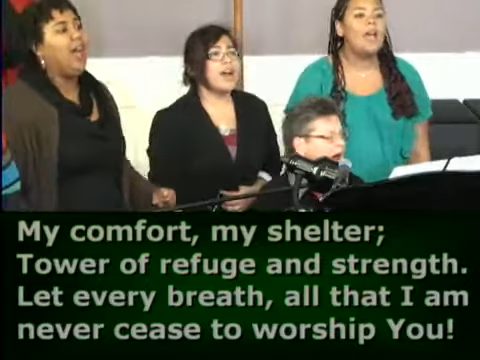 My comfort, my shelter;
Tower of refuge and strength.
Let every breath, all that I am
never cease to worship You!